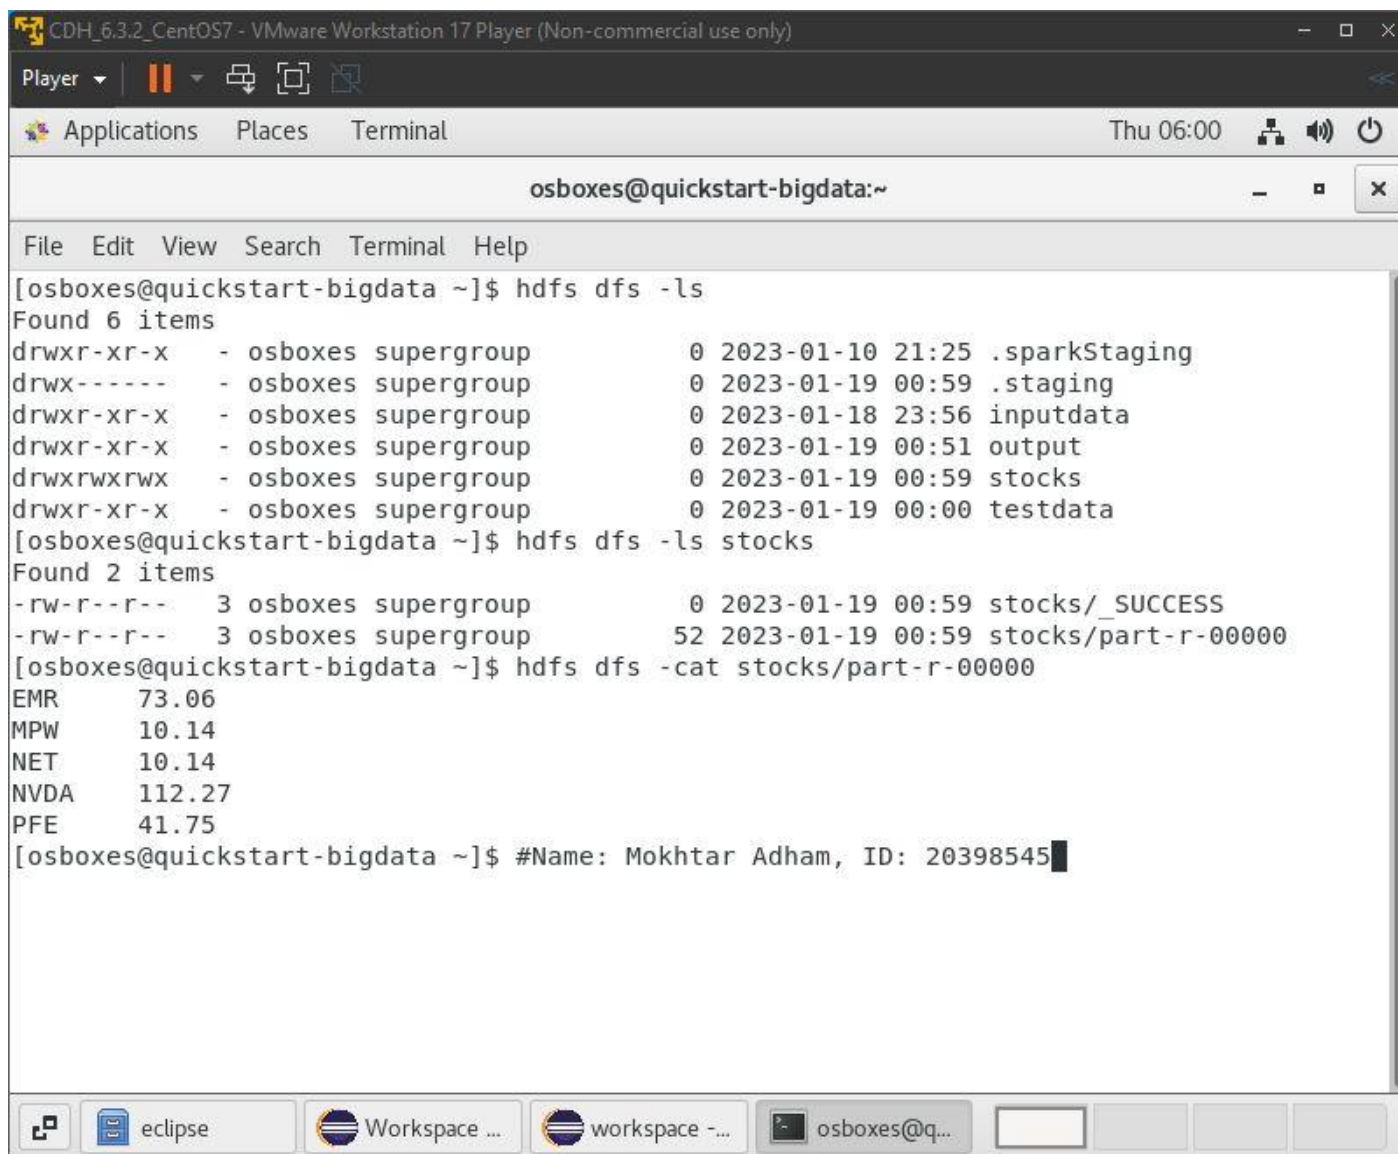 CDH_6.3.2_CentOS7 - VMware Workstation 17 Player (Non-commercial use only)
Player
Applications Places Terminal Thu 06:00
osboxes@quickstart-bigdata:~
File Edit View Search Terminal Help
[osboxes@quickstart-bigdata ~]$ hdfs dfs -ls
Found 6 items
drwxr-xr-x   - osboxes supergroup          0 2023-01-10 21:25 .sparkStaging
drwx------   - osboxes supergroup          0 2023-01-19 00:59 .staging
drwxr-xr-x   - osboxes supergroup          0 2023-01-18 23:56 inputdata
drwxr-xr-x   - osboxes supergroup          0 2023-01-19 00:51 output
drwxrwxrwx   - osboxes supergroup          0 2023-01-19 00:59 stocks
drwxr-xr-x   - osboxes supergroup          0 2023-01-19 00:00 testdata
[osboxes@quickstart-bigdata ~]$ hdfs dfs -ls stocks
Found 2 items
-rw-r--r--   3 osboxes supergroup          0 2023-01-19 00:59 stocks/_SUCCESS
-rw-r--r--   3 osboxes supergroup         52 2023-01-19 00:59 stocks/part-r-00000
[osboxes@quickstart-bigdata ~]$ hdfs dfs -cat stocks/part-r-00000
EMR     73.06
MPW     10.14
NET     10.14
NVDA    112.27
PFE     41.75
[osboxes@quickstart-bigdata ~]$ #Name: Mokhtar Adham, ID: 20398545
eclipse Workspace ... workspace -... osboxes@q...